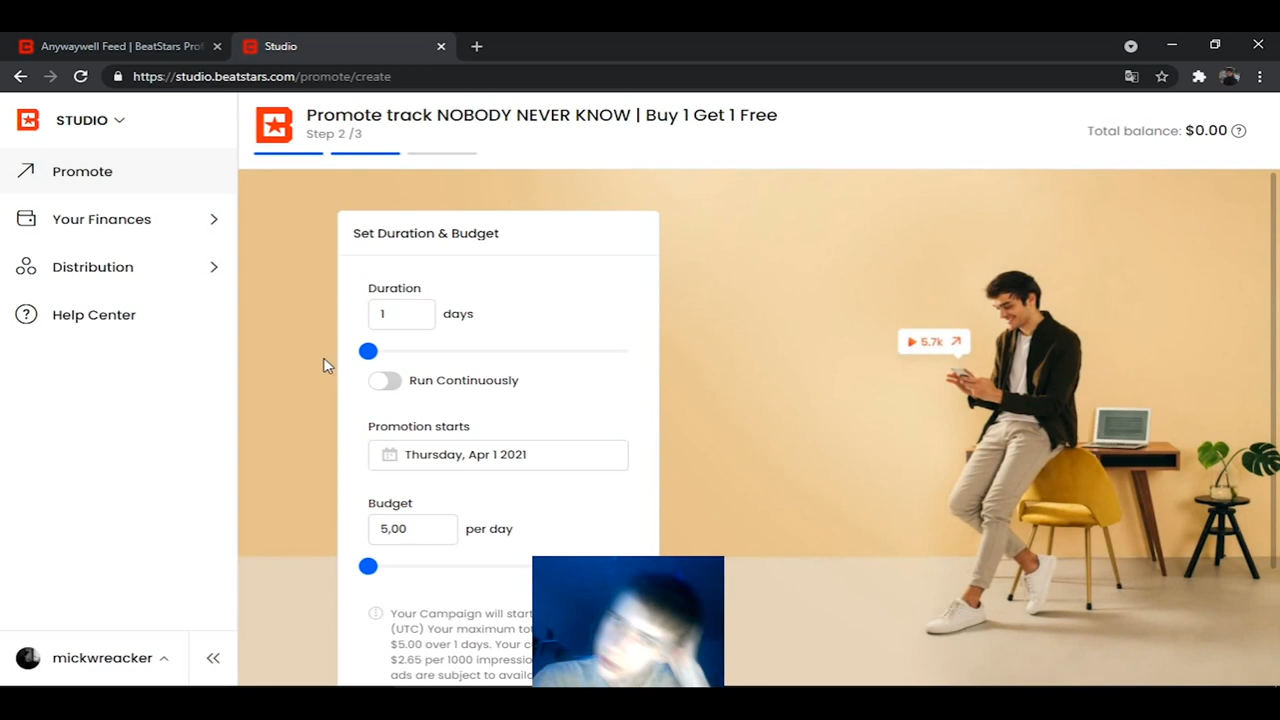 Anywaywell Feed | BeatStars Prof
Studio
https://studio.beatstars.com/promote/create
STUDIO
Promote track NOBODY NEVER KNOW | Buy 1 Get 1 Free
Step 2 /3
Total balance: $0.00
Promote
Your Finances
Distribution
Help Center
Set Duration & Budget
Duration
1 days
Run Continuously
Promotion starts
Thursday, Apr 1 2021
Budget
5,00 per day
Your Campaign will start
(UTC) Your maximum tot
$5.00 over 1 days. Your c
$2.65 per 1000 impressio
ads are subject to availa
5.7k
mickwreacker